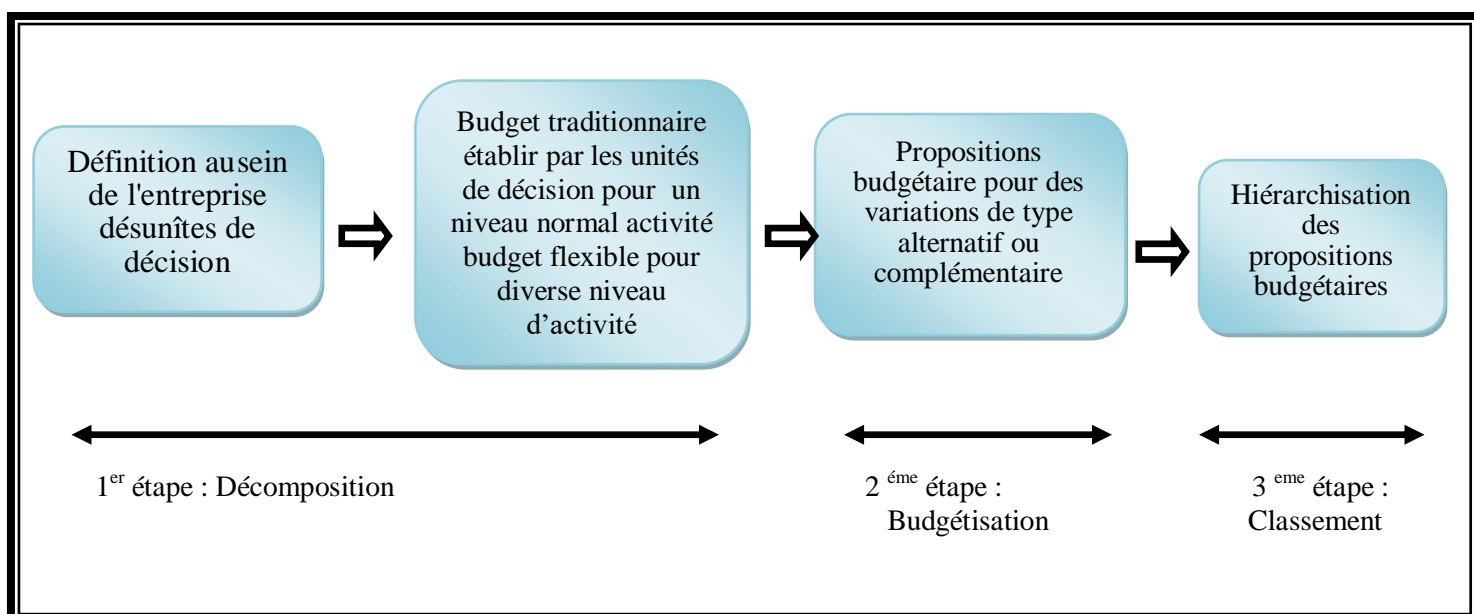 Définition ausein
de l'entreprise
désunîtes de
décision
Budget traditionnaire
établir par les unités
de décision pour un
niveau normal activité
budget flexible pour
diverse niveau
d’activité
Propositions
budgétaire pour des
variations de type
alternatif ou
complémentaire
Hiérarchisation
des
propositions
budgétaires
1er étape : Décomposition
2 éme étape :
Budgétisation
3 eme étape :
Classement